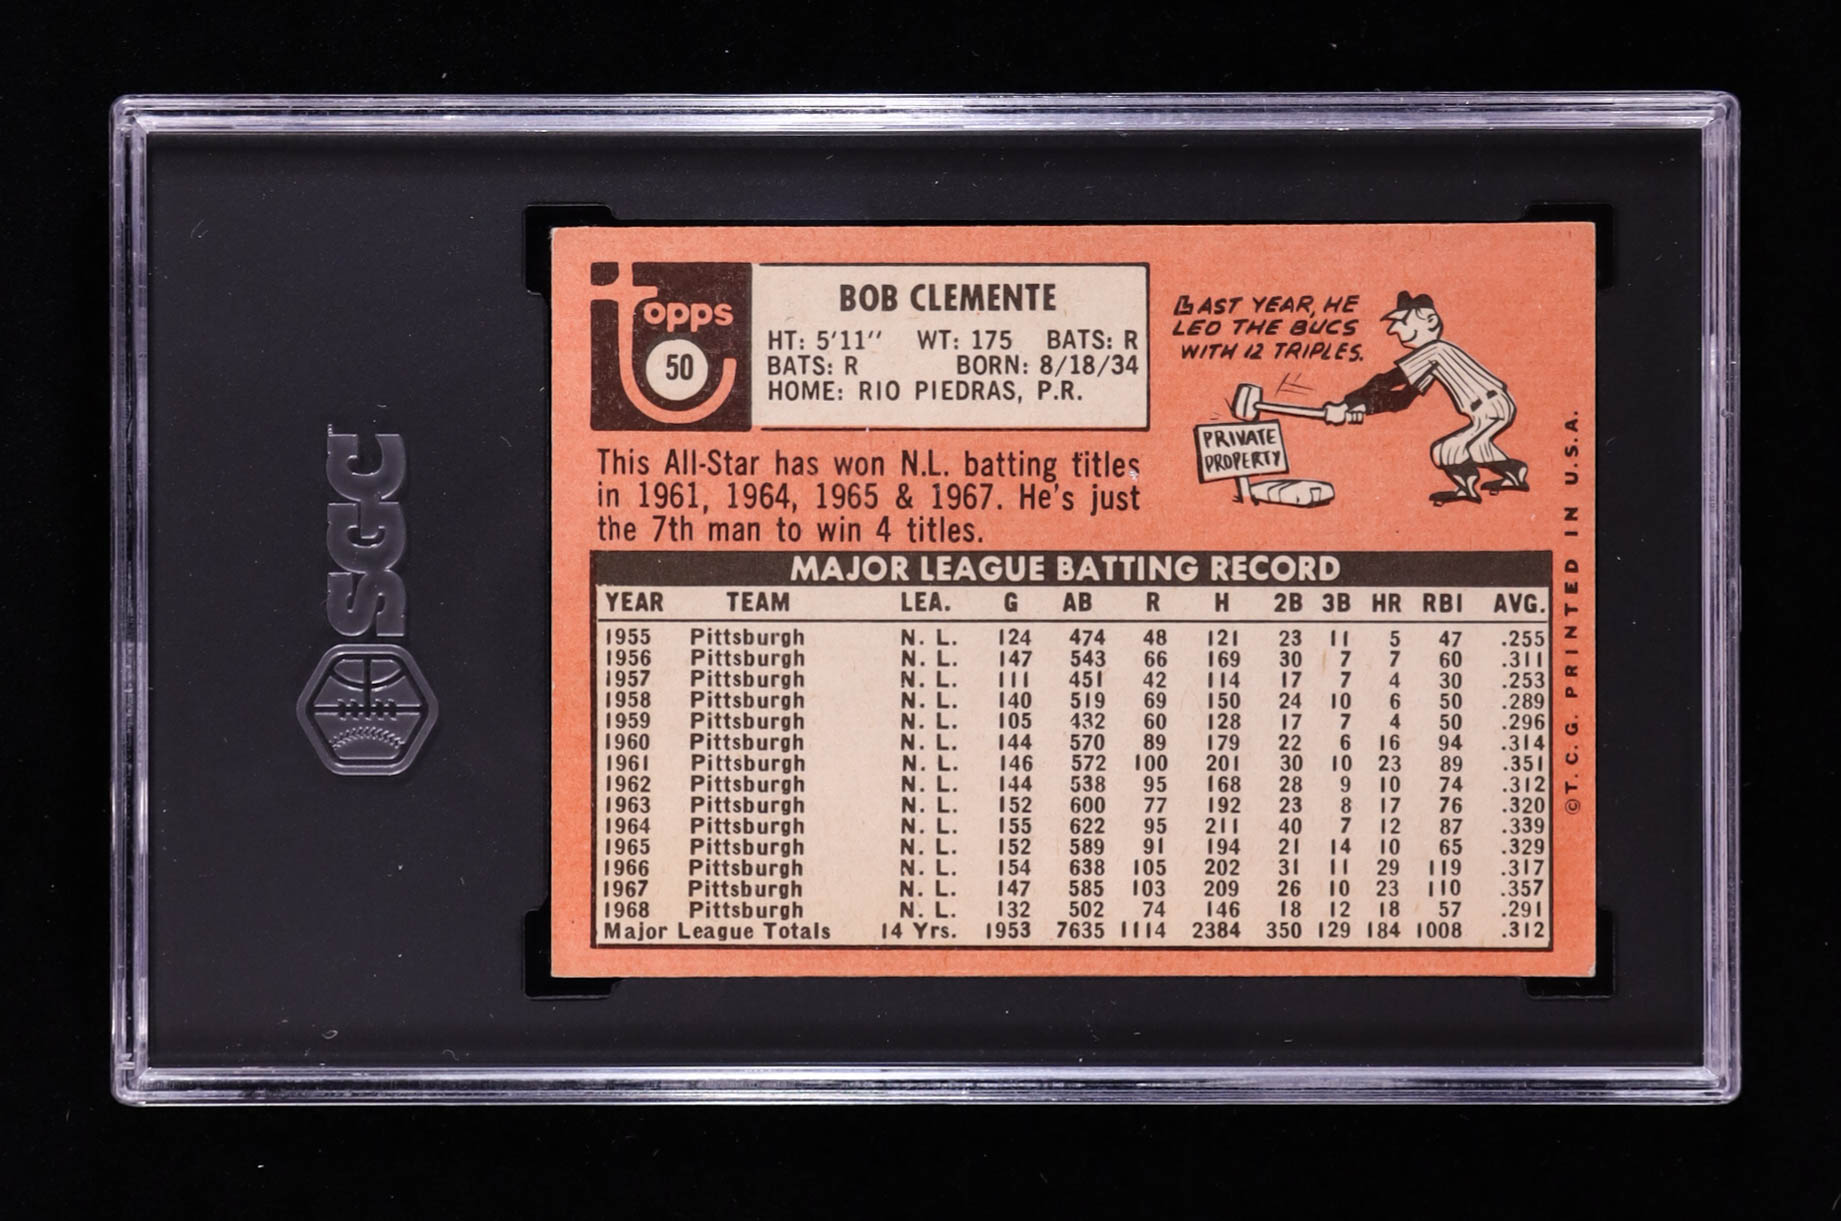 SGC
Topps
50
BOB CLEMENTE
HT: 5'11" WT: 175 BATS: R
BATS: R BORN: 8/18/34
HOME: RIO PIEDRAS, P.R.
LAST YEAR, HE
LED THE BUCS
WITH 12 TRIPLES.
PRIVATE
PROPERTY
This All-Star has won N.L. batting titles
in 1961, 1964, 1965 & 1967. He's just
the 7th man to win 4 titles.
MAJOR LEAGUE BATTING RECORD
YEAR TEAM LEA. G AB R H 2B 3B HR RBI AVG.
1955 Pittsburgh N. L. 124 474 48 121 23 11 5 47 .255
1956 Pittsburgh N. L. 147 543 66 169 30 7 7 60 .311
1957 Pittsburgh N. L. 111 451 42 114 17 7 4 30 .253
1958 Pittsburgh N. L. 140 519 69 150 24 10 6 50 .289
1959 Pittsburgh N. L. 105 432 60 128 17 7 4 50 .296
1960 Pittsburgh N. L. 144 570 89 179 22 6 16 94 .314
1961 Pittsburgh N. L. 146 572 100 201 30 10 23 89 .351
1962 Pittsburgh N. L. 144 538 95 168 28 9 10 74 .312
1963 Pittsburgh N. L. 152 600 77 192 23 8 17 76 .320
1964 Pittsburgh N. L. 155 622 95 211 40 7 12 87 .339
1965 Pittsburgh N. L. 152 589 91 194 21 14 10 65 .329
1966 Pittsburgh N. L. 154 638 105 202 31 11 29 119 .317
1967 Pittsburgh N. L. 147 585 103 209 26 10 23 110 .357
1968 Pittsburgh N. L. 132 502 74 146 18 12 18 57 .291
Major League Totals 14 Yrs. 1953 7635 1114 2384 350 129 184 1008 .312
©T. C. G. PRINTED IN U.S.A.